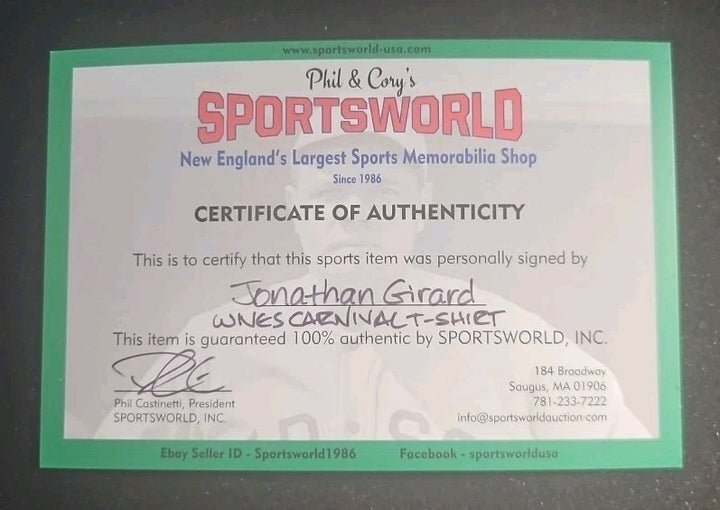 www.sportsworld-usa.com
Phil & Cory's
SPORTSWORLD
New England's Largest Sports Memorabilia Shop
Since 1986
CERTIFICATE OF AUTHENTICITY
This is to certify that this sports item was personally signed by
Jonathan Girard
WNES CARNIVAL T-SHIRT
This item is guaranteed 100% authentic by SPORTSWORLD, INC.
Phil Castinetti, President
SPORTSWORLD, INC.
184 Broadway
Saugus, MA 01906
781-233-7222
info@sportsworldauction.com
Ebay Seller ID - Sportsworld1986 Facebook - sportsworldusa